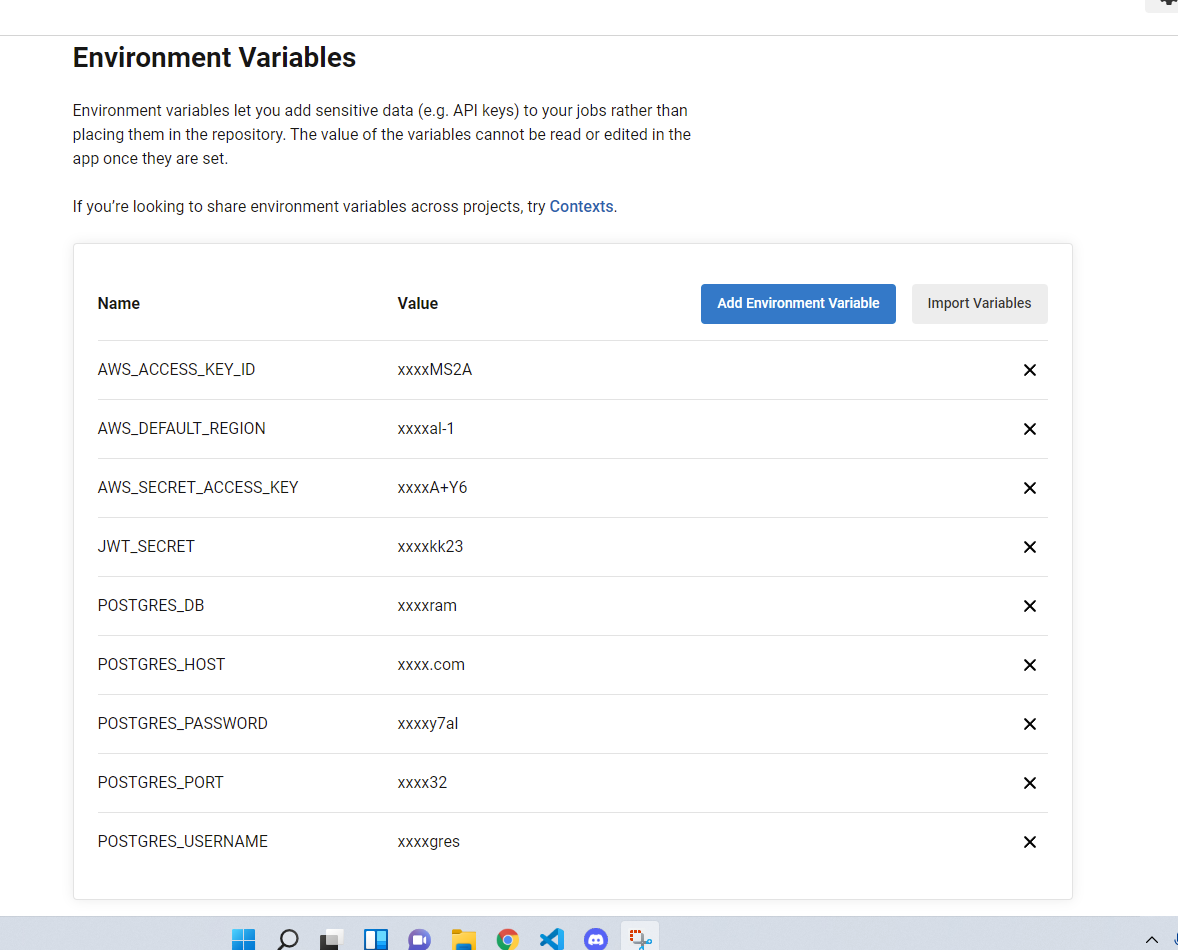 Environment Variables
Environment variables let you add sensitive data (e.g. API keys) to your jobs rather than
placing them in the repository. The value of the variables cannot be read or edited in the
app once they are set.
If you’re looking to share environment variables across projects, try Contexts.
Name Value Add Environment Variable Import Variables
AWS_ACCESS_KEY_ID xxxxMS2A
AWS_DEFAULT_REGION xxxxal-1
AWS_SECRET_ACCESS_KEY xxxxA+Y6
JWT_SECRET xxxxkk23
POSTGRES_DB xxxxram
POSTGRES_HOST xxxx.com
POSTGRES_PASSWORD xxxxy7al
POSTGRES_PORT xxxx32
POSTGRES_USERNAME xxxxgres